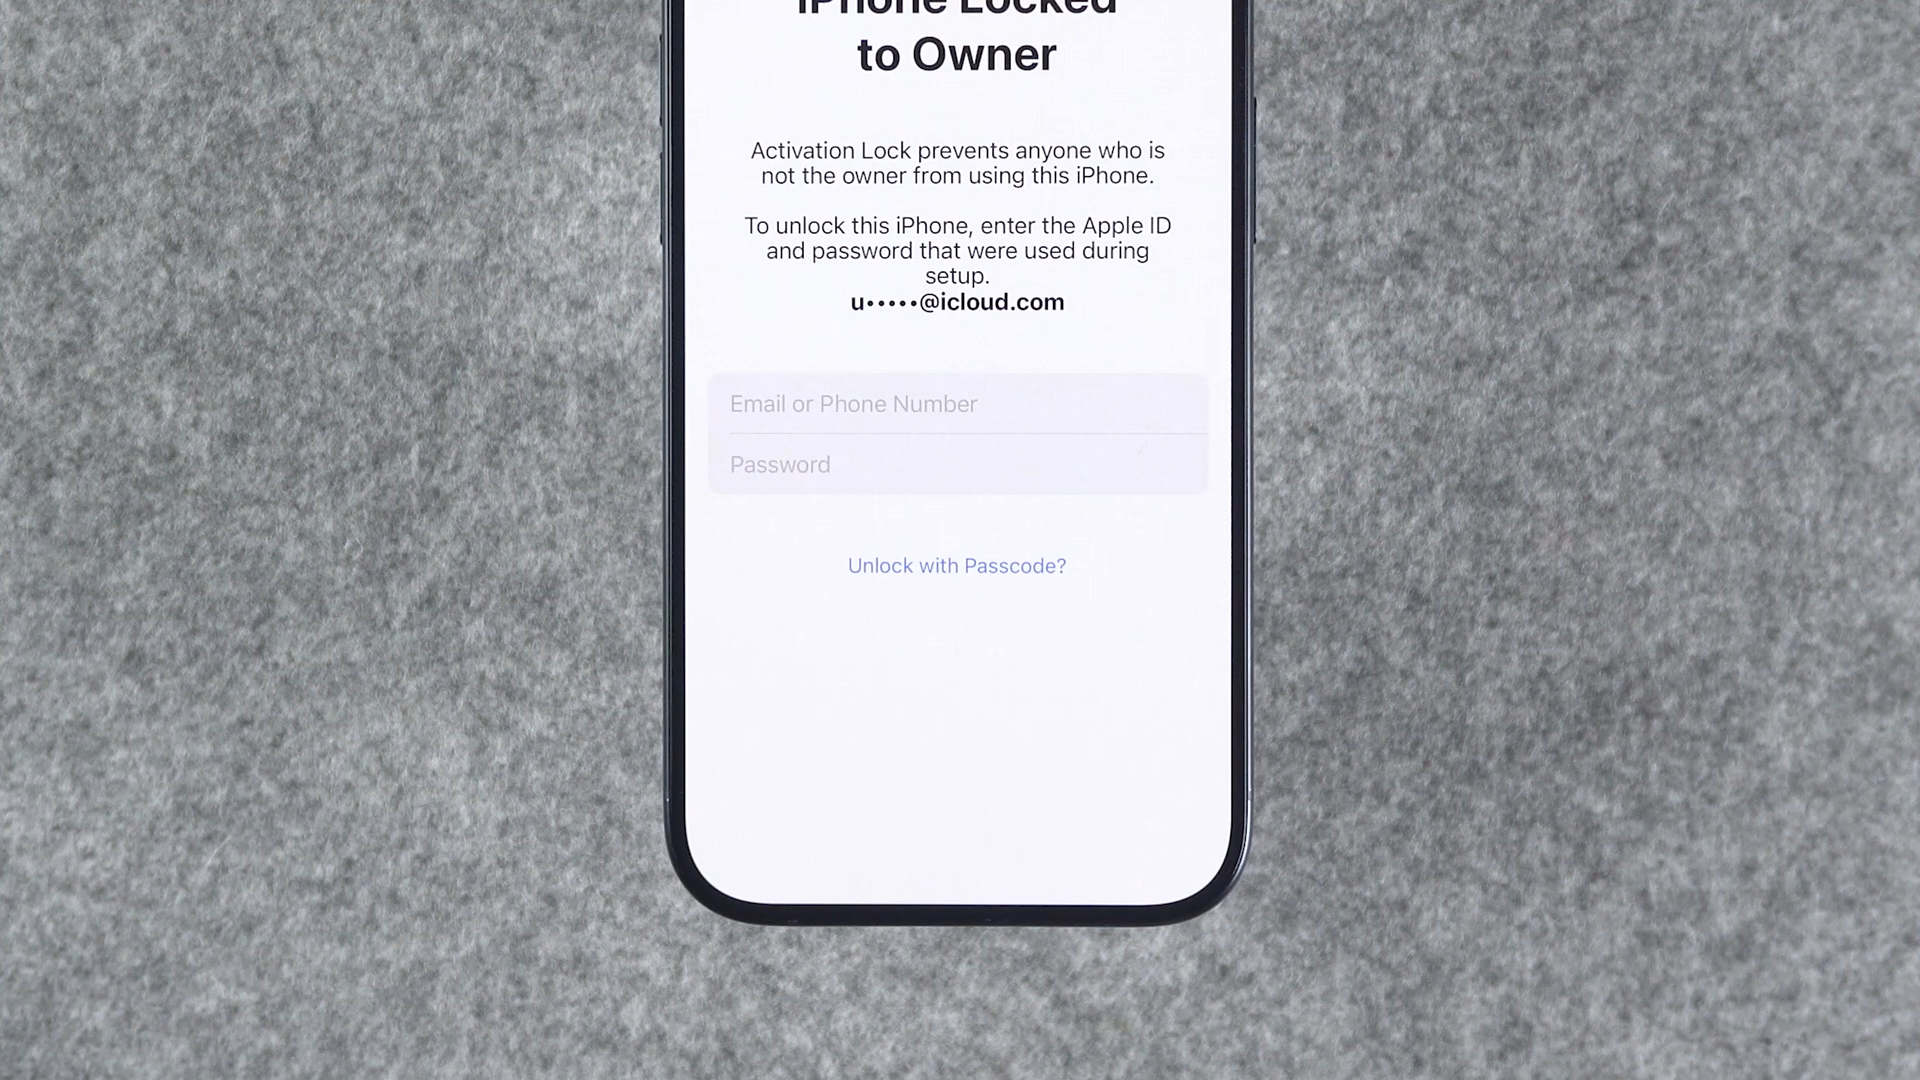 iPhone Locked
to Owner
Activation Lock prevents anyone who is
not the owner from using this iPhone.
To unlock this iPhone, enter the Apple ID
and password that were used during
setup.
u•••••@icloud.com
Email or Phone Number
Password
Unlock with Passcode?